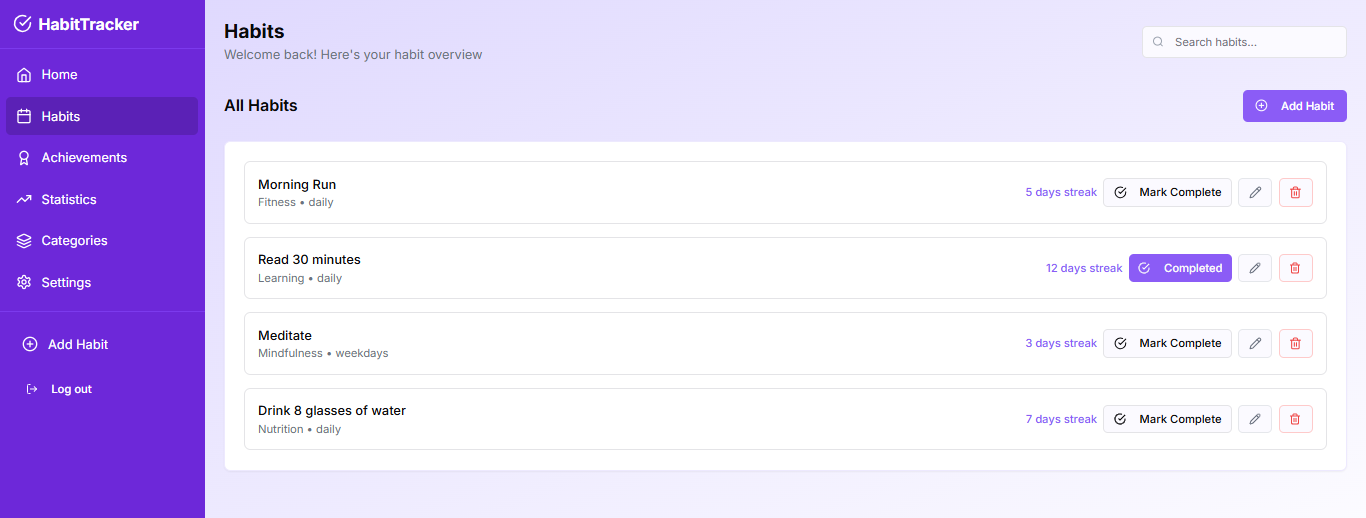 HabitTracker
Home
Habits
Achievements
Statistics
Categories
Settings
Add Habit
Log out
Habits
Welcome back! Here's your habit overview
Search habits...
All Habits
Add Habit
Morning Run
Fitness • daily
5 days streak
Mark Complete
Read 30 minutes
Learning • daily
12 days streak
Completed
Meditate
Mindfulness • weekdays
3 days streak
Mark Complete
Drink 8 glasses of water
Nutrition • daily
7 days streak
Mark Complete